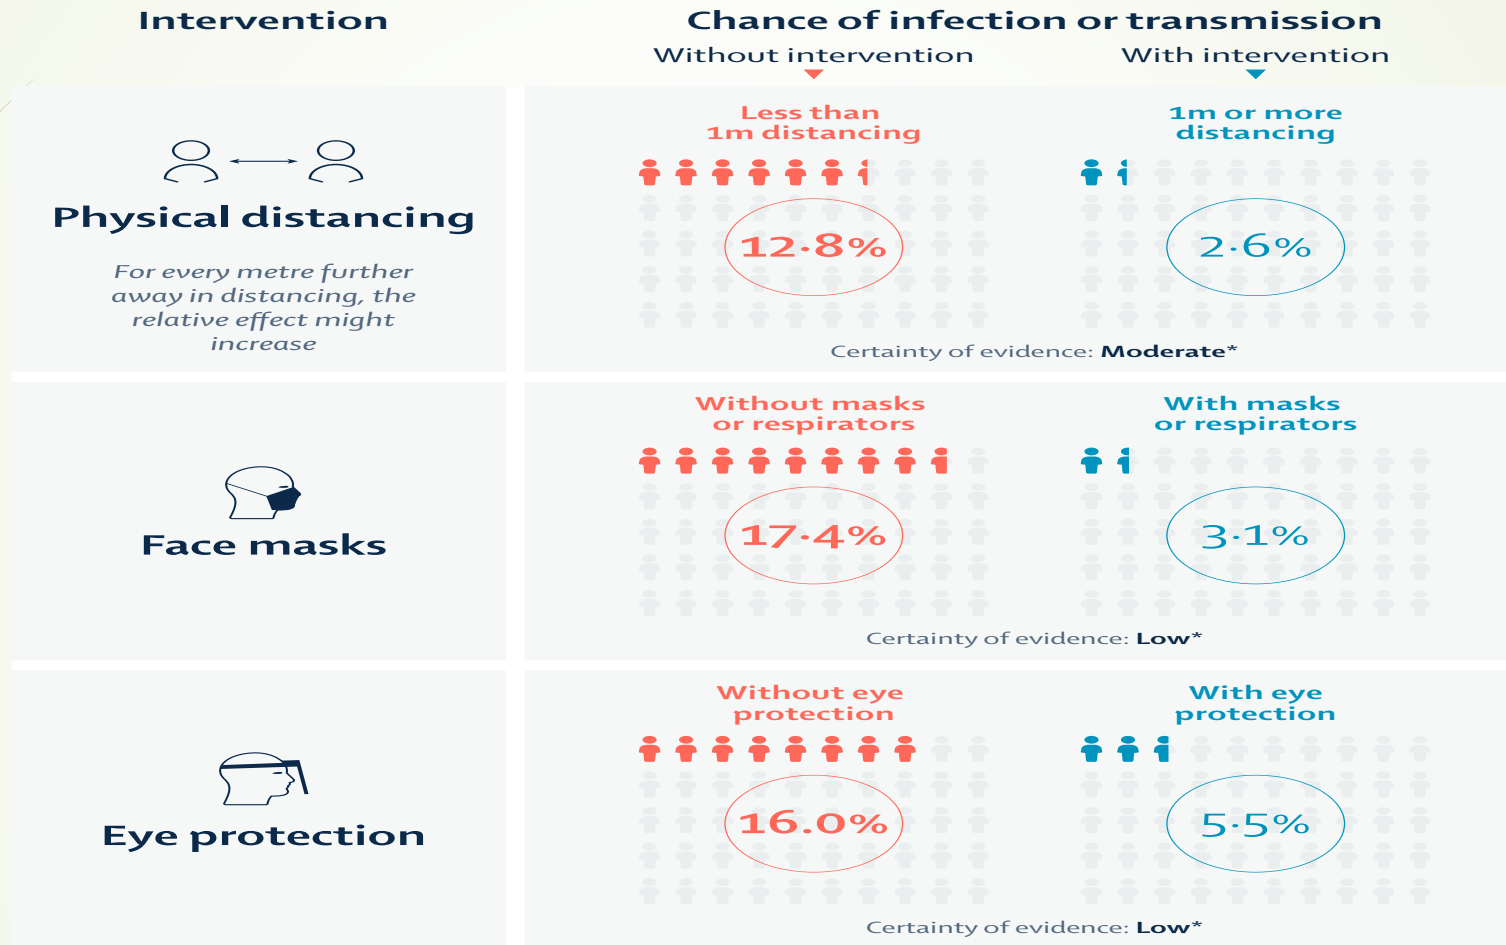 Intervention
Chance of infection or transmission
Without intervention
With intervention
Physical distancing
For every metre further
away in distancing, the
relative effect might
increase
Less than
1m distancing
12·8%
1m or more
distancing
2·6%
Certainty of evidence: Moderate*
Face masks
Without masks
or respirators
17·4%
With masks
or respirators
3·1%
Certainty of evidence: Low*
Eye protection
Without eye
protection
16.0%
With eye
protection
5·5%
Certainty of evidence: Low*